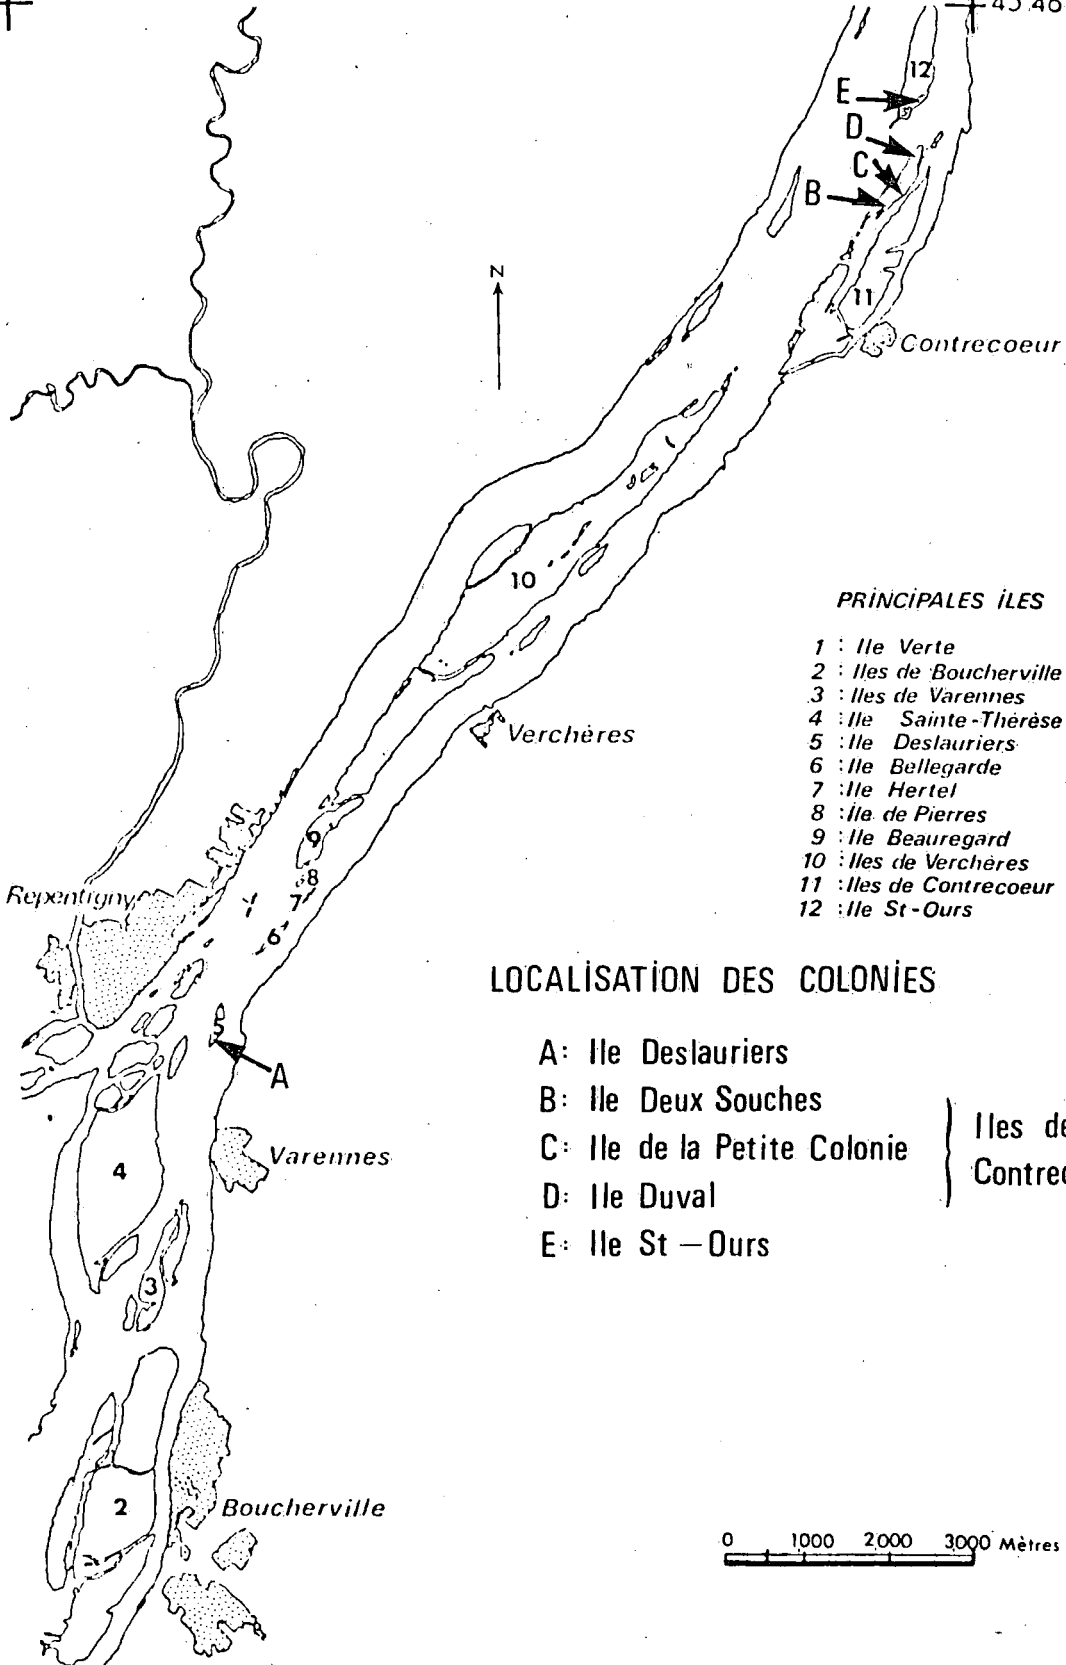 45 46
12
E
D
C
B
11
Contrecoeur
N
10
PRINCIPALES ILES
1 : Ile Verte
2 : Iles de Boucherville
3 : Iles de Varennes
4 : Ile Sainte-Thérèse
5 : Ile Deslauriers
6 : Ile Bellegarde
7 : Ile Hertel
8 : Ile de Pierres
9 : Ile Beauregard
10 : Iles de Verchères
11 : Iles de Contrecoeur
12 : Ile St-Ours
Verchères
9
8
7
6
Repentigny
5
A
LOCALISATION DES COLONIES
A: Ile Deslauriers
B: Ile Deux Souches
C: Ile de la Petite Colonie
D: Ile Duval
E: Ile St-Ours
Iles de
Contrec
Varennes
4
3
2
Boucherville
0 1000 2000 3000 Mètres